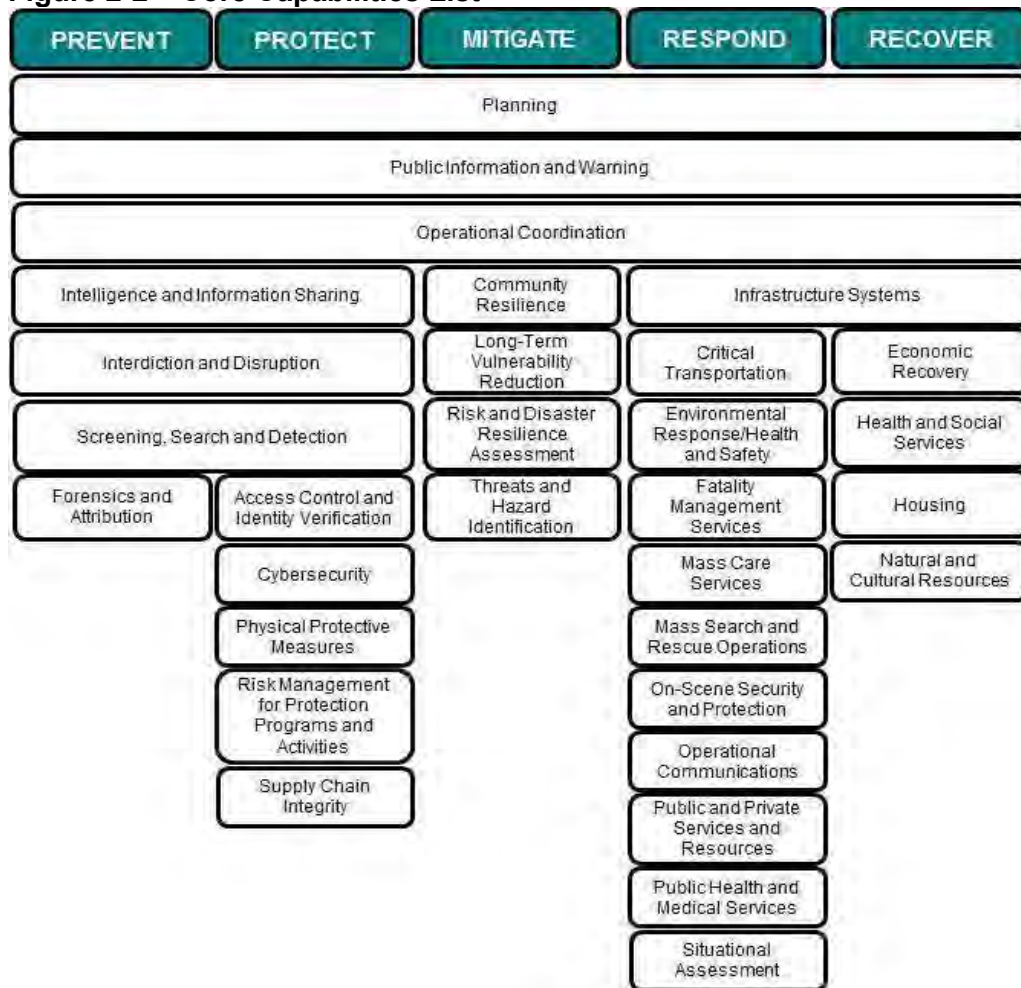 PREVENT PROTECT MITIGATE RESPOND RECOVER
Planning
Public Information and Warning
Operational Coordination
Intelligence and Information Sharing
Community
Resilience
Infrastructure Systems
Interdiction and Disruption
Long-Term
Vulnerability
Reduction
Critical
Transportation
Economic
Recovery
Screening, Search and Detection
Risk and Disaster
Resilience
Assessment
Environmental
Response/Health
and Safety
Health and Social
Services
Forensics and
Attribution
Access Control and
Identity Verification
Threats and
Hazard
Identification
Fatality
Management
Services
Housing
Cybersecurity
Mass Care
Services
Natural and
Cultural Resources
Physical Protective
Measures
Mass Search and
Rescue Operations
Risk Management
for Protection
Programs and
Activities
On-Scene Security
and Protection
Supply Chain
Integrity
Operational
Communications
Public and Private
Services and
Resources
Public Health and
Medical Services
Situational
Assessment